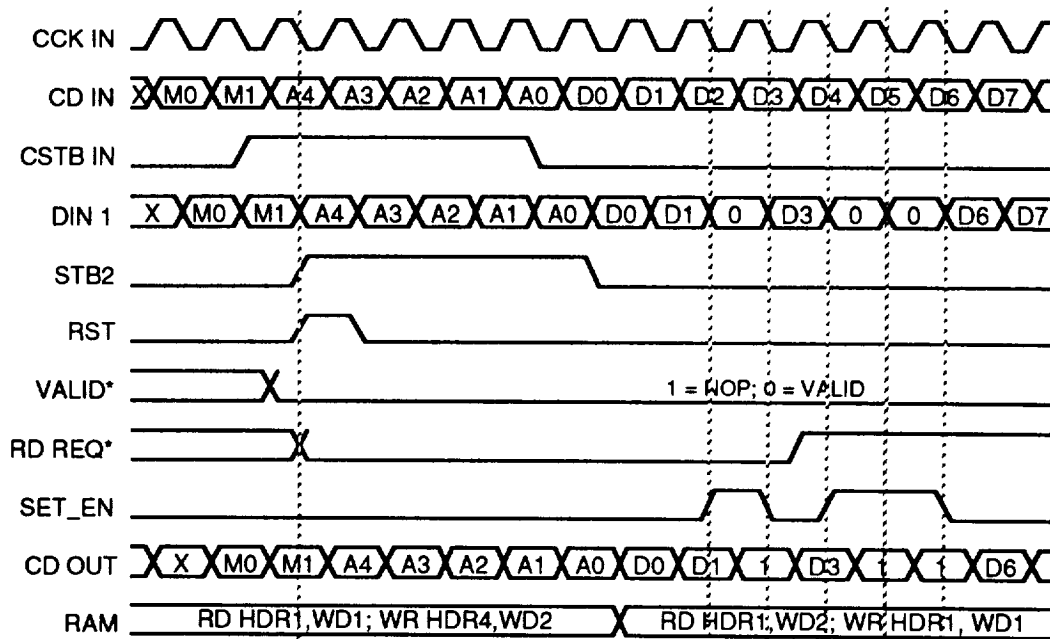 CCK IN
CD IN X M0 M1 A4 A3 A2 A1 A0 D0 D1 D2 D3 D4 D5 D6 D7
CSTB IN
DIN 1 X M0 M1 A4 A3 A2 A1 A0 D0 D1 0 D3 0 0 D6 D7
STB2
RST
VALID* 1 = NOP; 0 = VALID
RD REQ*
SET_EN
CD OUT X M0 M1 A4 A3 A2 A1 A0 D0 D1 1 D3 1 1 D6
RAM RD HDR1,WD1; WR HDR4,WD2 RD HDR1,WD2; WR HDR1, WD1